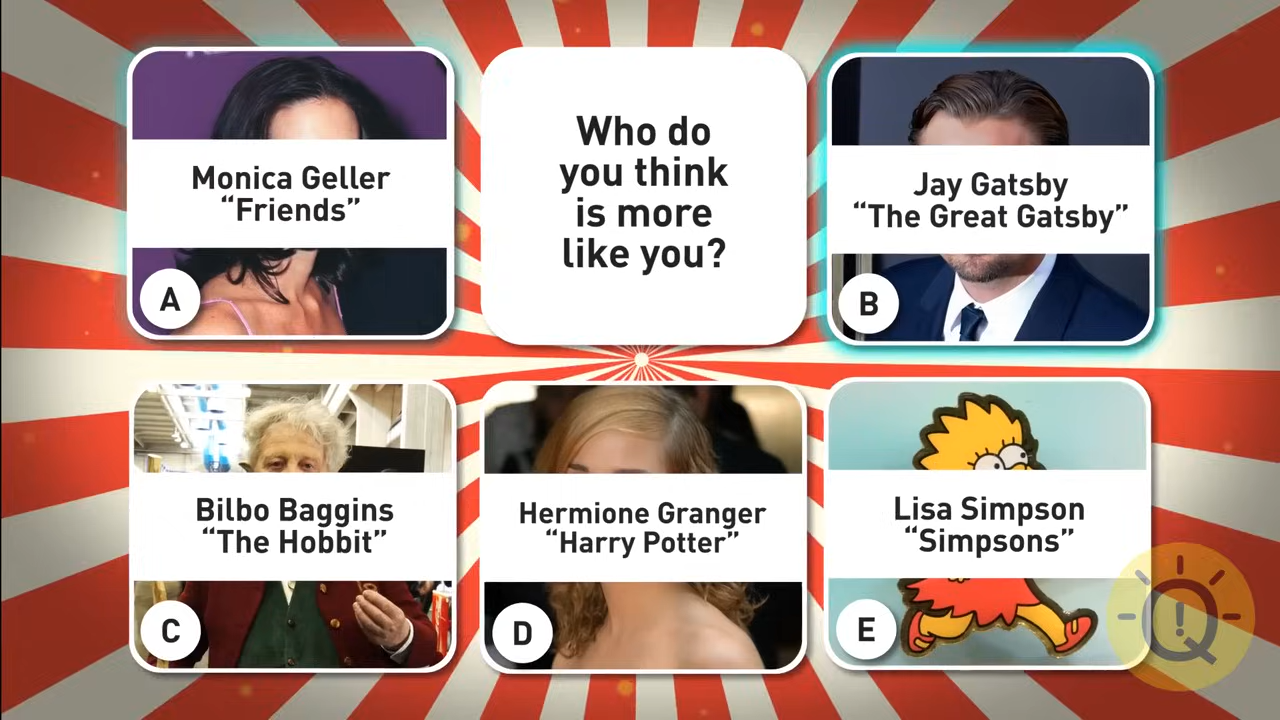 Monica Geller
“Friends”
A
Who do
you think
is more
like you?
Jay Gatsby
“The Great Gatsby”
B
Bilbo Baggins
“The Hobbit”
C
Hermione Granger
“Harry Potter”
D
Lisa Simpson
“Simpsons”
E
Q!